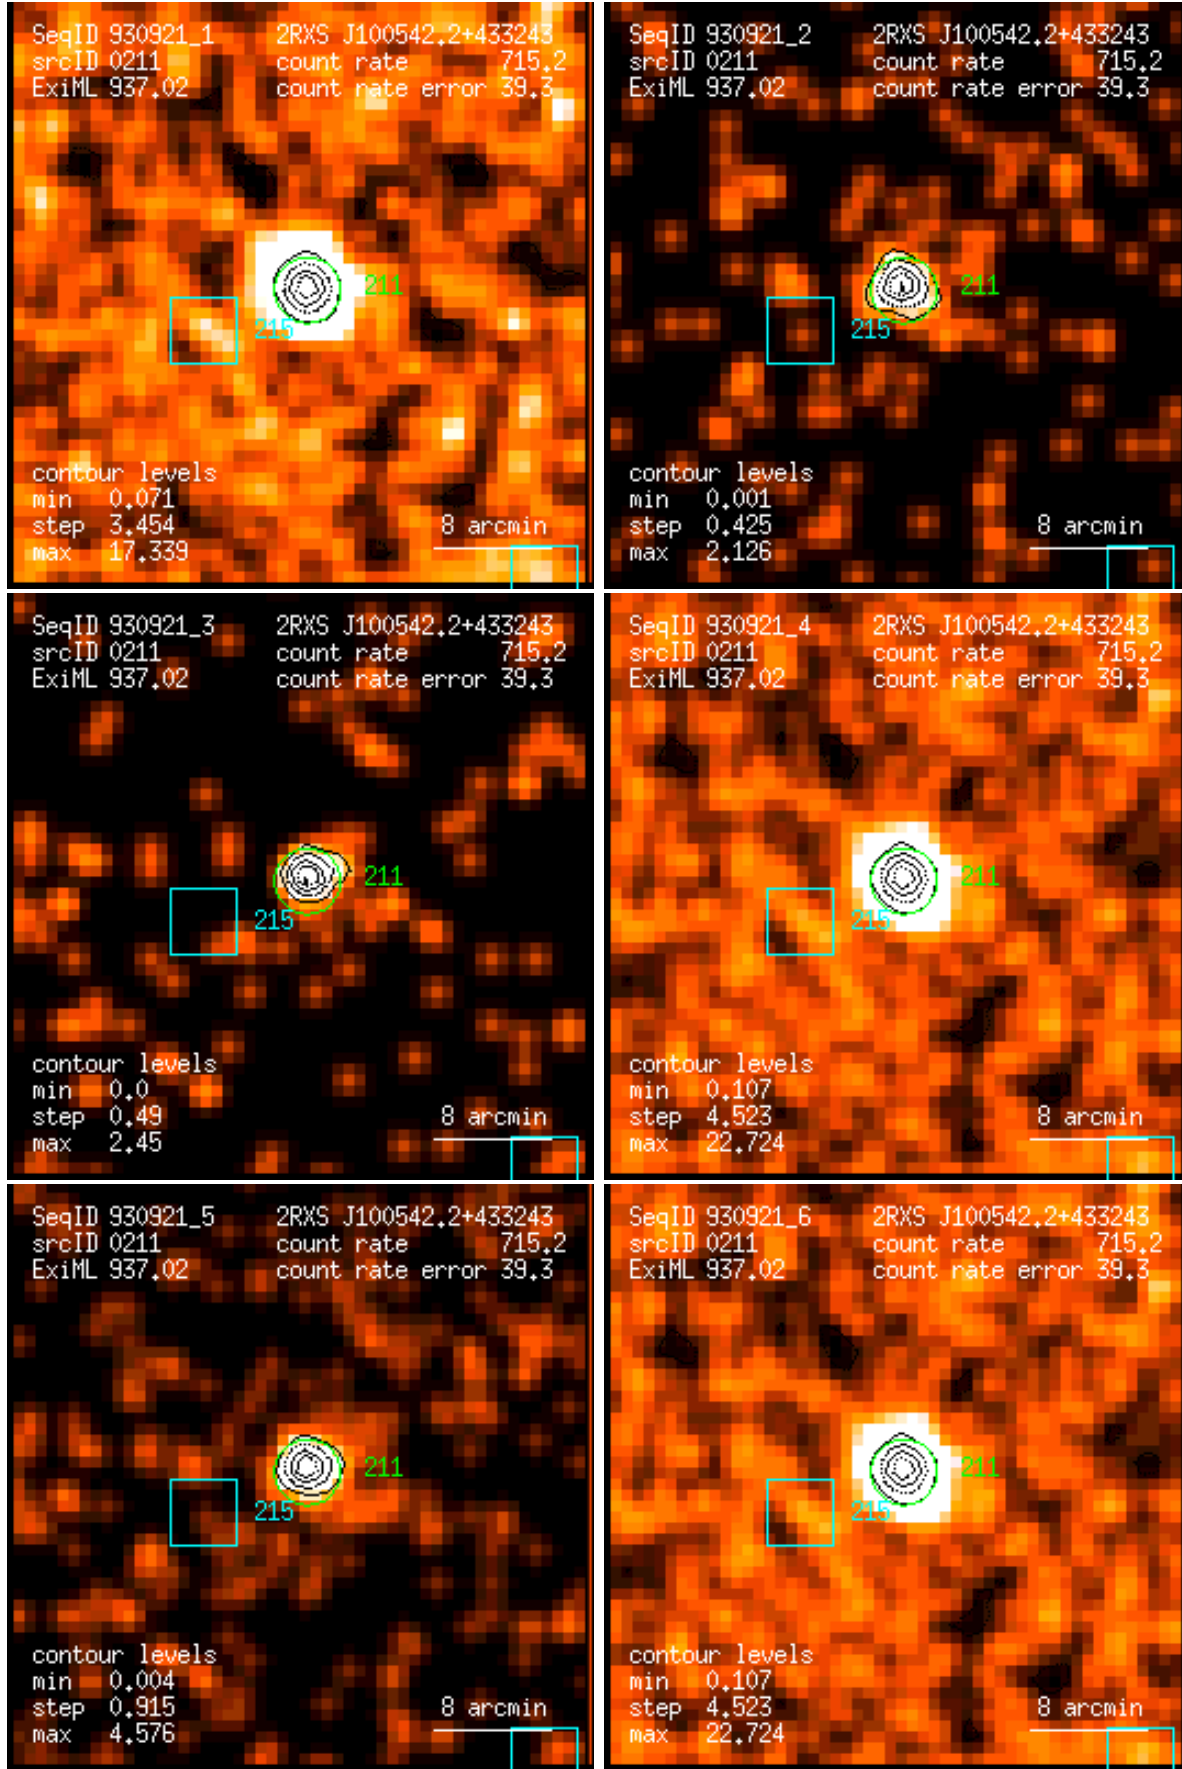 SeqID 930921_1 2RXS J100542.2+433243
srcID 0211 count rate 715.2
ExiML 937.02 count rate error 39.3
211
215
contour levels
min 0.071
step 3.454 8 arcmin
max 17.339
SeqID 930921_2 2RXS J100542.2+433243
srcID 0211 count rate 715.2
ExiML 937.02 count rate error 39.3
211
215
contour levels
min 0.001
step 0.425 8 arcmin
max 2.126
SeqID 930921_3 2RXS J100542.2+433243
srcID 0211 count rate 715.2
ExiML 937.02 count rate error 39.3
211
215
contour levels
min 0.0
step 0.49 8 arcmin
max 2.45
SeqID 930921_4 2RXS J100542.2+433243
srcID 0211 count rate 715.2
ExiML 937.02 count rate error 39.3
211
215
contour levels
min 0.107
step 4.523 8 arcmin
max 22.724
SeqID 930921_5 2RXS J100542.2+433243
srcID 0211 count rate 715.2
ExiML 937.02 count rate error 39.3
211
215
contour levels
min 0.004
step 0.915 8 arcmin
max 4.576
SeqID 930921_6 2RXS J100542.2+433243
srcID 0211 count rate 715.2
ExiML 937.02 count rate error 39.3
211
215
contour levels
min 0.107
step 4.523 8 arcmin
max 22.724